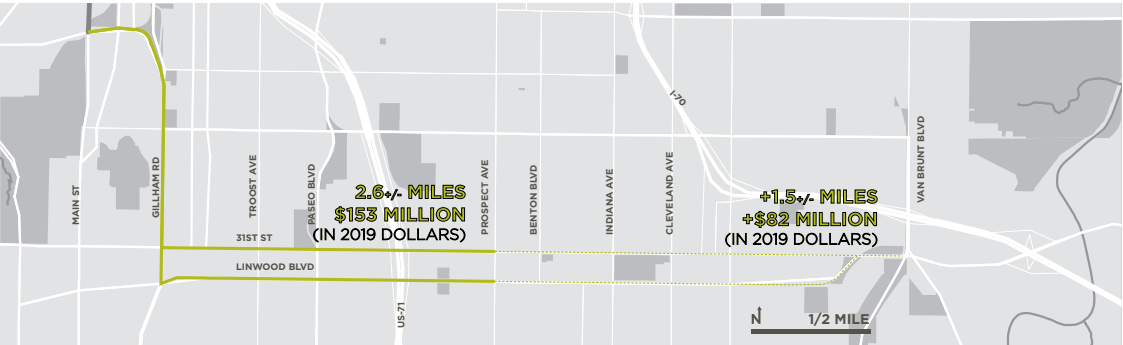 I-70
MAIN ST
GILLHAM RD
TROOST AVE
PASEO BLVD
PROSPECT AVE
BENTON BLVD
INDIANA AVE
CLEVELAND AVE
VAN BRUNT BLVD
2.6+/- MILES
$153 MILLION
(IN 2019 DOLLARS)
+1.5+/- MILES
+$82 MILLION
(IN 2019 DOLLARS)
31ST ST
LINWOOD BLVD
US-71
N
1/2 MILE